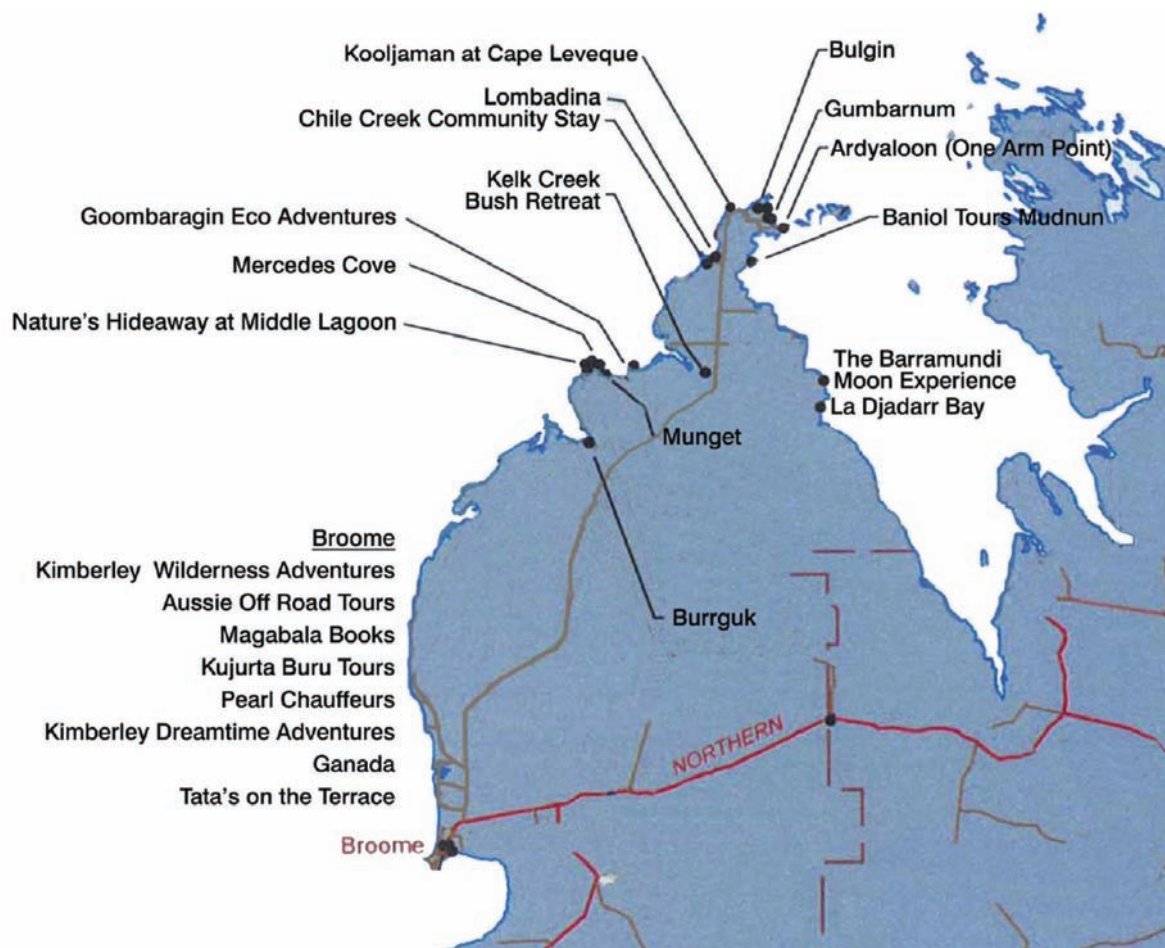 Kooljaman at Cape Leveque
Bulgin
Lombadina
Gumbarnum
Chile Creek Community Stay
Ardyaloon (One Arm Point)
Kelk Creek
Bush Retreat
Goombaragin Eco Adventures
Baniol Tours Mudnun
Mercedes Cove
Nature's Hideaway at Middle Lagoon
The Barramundi
Moon Experience
La Djadarr Bay
Munget
Broome
Kimberley Wilderness Adventures
Aussie Off Road Tours
Burrguk
Magabala Books
Kujurta Buru Tours
Pearl Chauffeurs
Kimberley Dreamtime Adventures
NORTHERN
Ganada
Tata's on the Terrace
Broome